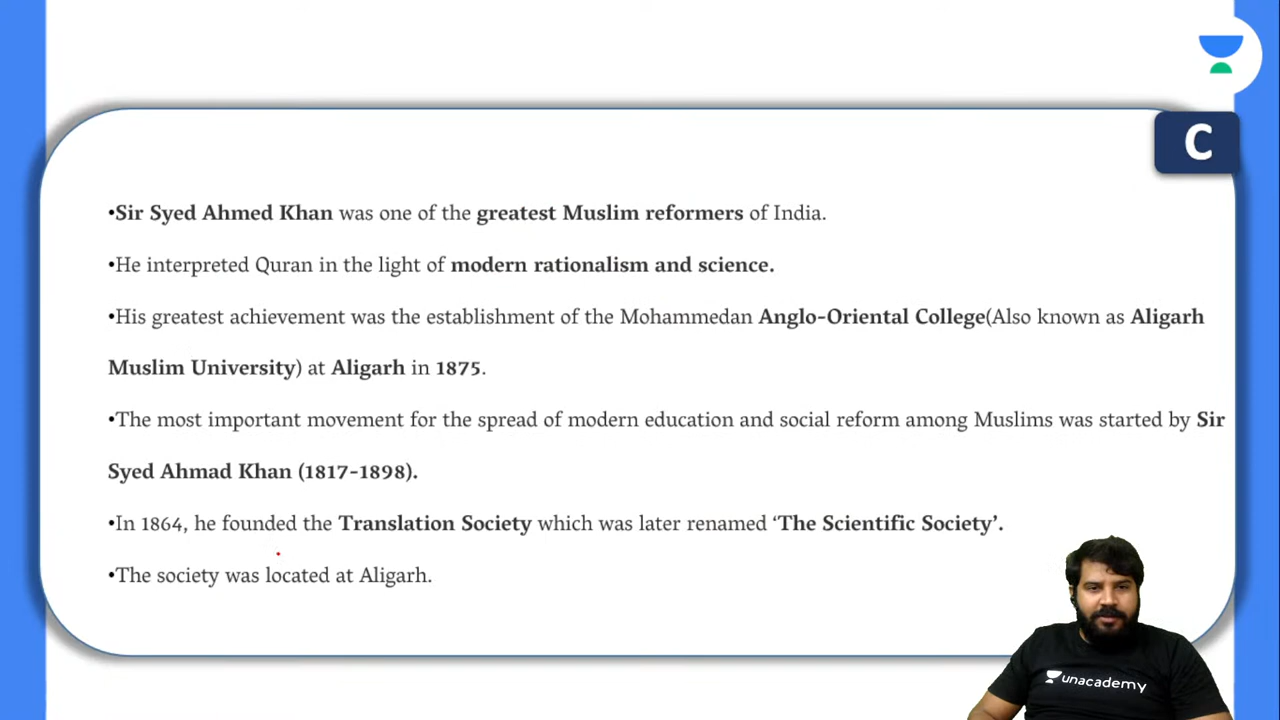 C
•Sir Syed Ahmed Khan was one of the greatest Muslim reformers of India.
•He interpreted Quran in the light of modern rationalism and science.
•His greatest achievement was the establishment of the Mohammedan Anglo-Oriental College(Also known as Aligarh
Muslim University) at Aligarh in 1875.
•The most important movement for the spread of modern education and social reform among Muslims was started by Sir
Syed Ahmad Khan (1817-1898).
•In 1864, he founded the Translation Society which was later renamed ‘The Scientific Society’.
•The society was located at Aligarh.
unacademy